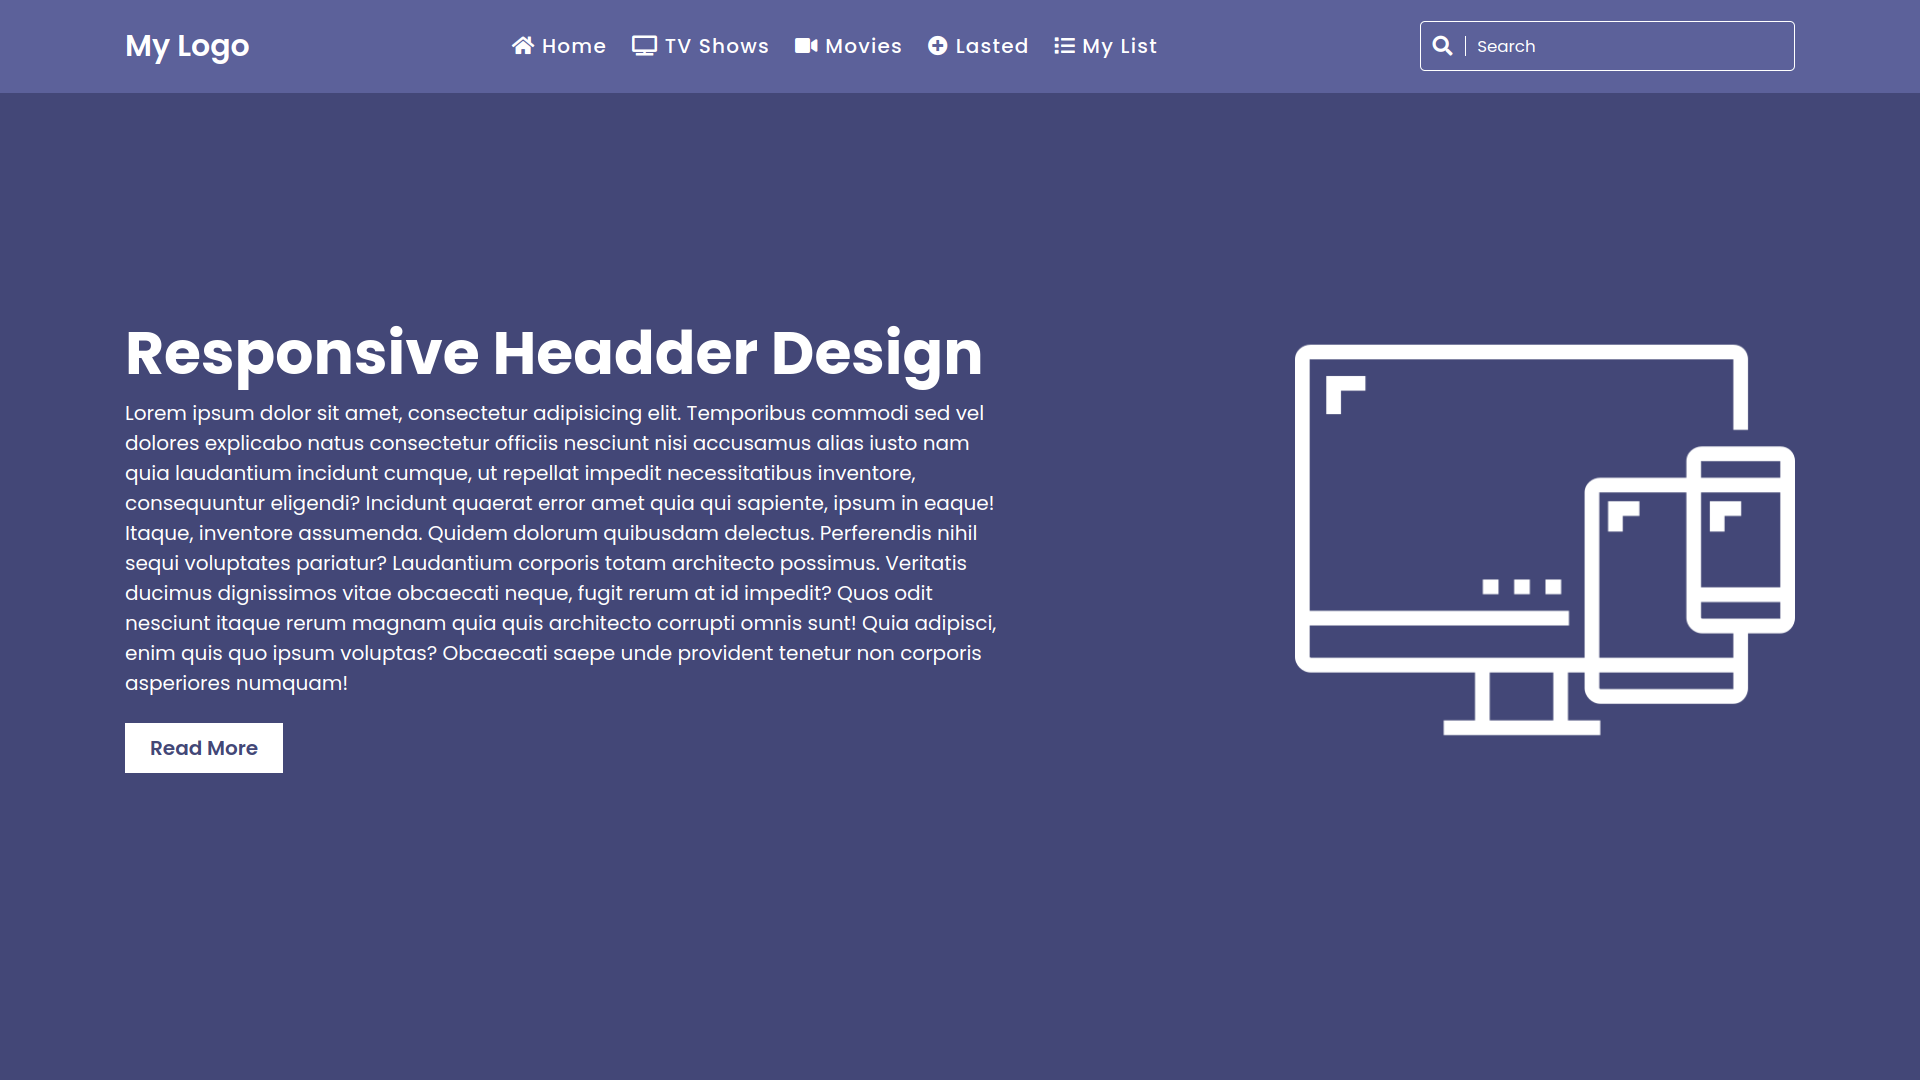 My Logo
Home TV Shows Movies Lasted My List
Search
Responsive Headder Design
Lorem ipsum dolor sit amet, consectetur adipisicing elit. Temporibus commodi sed vel
dolores explicabo natus consectetur officiis nesciunt nisi accusamus alias iusto nam
quia laudantium incidunt cumque, ut repellat impedit necessitatibus inventore,
consequuntur eligendi? Incidunt quaerat error amet quia qui sapiente, ipsum in eaque!
Itaque, inventore assumenda. Quidem dolorum quibusdam delectus. Perferendis nihil
sequi voluptates pariatur? Laudantium corporis totam architecto possimus. Veritatis
ducimus dignissimos vitae obcaecati neque, fugit rerum at id impedit? Quos odit
nesciunt itaque rerum magnam quia quis architecto corrupti omnis sunt! Quia adipisci,
enim quis quo ipsum voluptas? Obcaecati saepe unde provident tenetur non corporis
asperiores numquam!
Read More